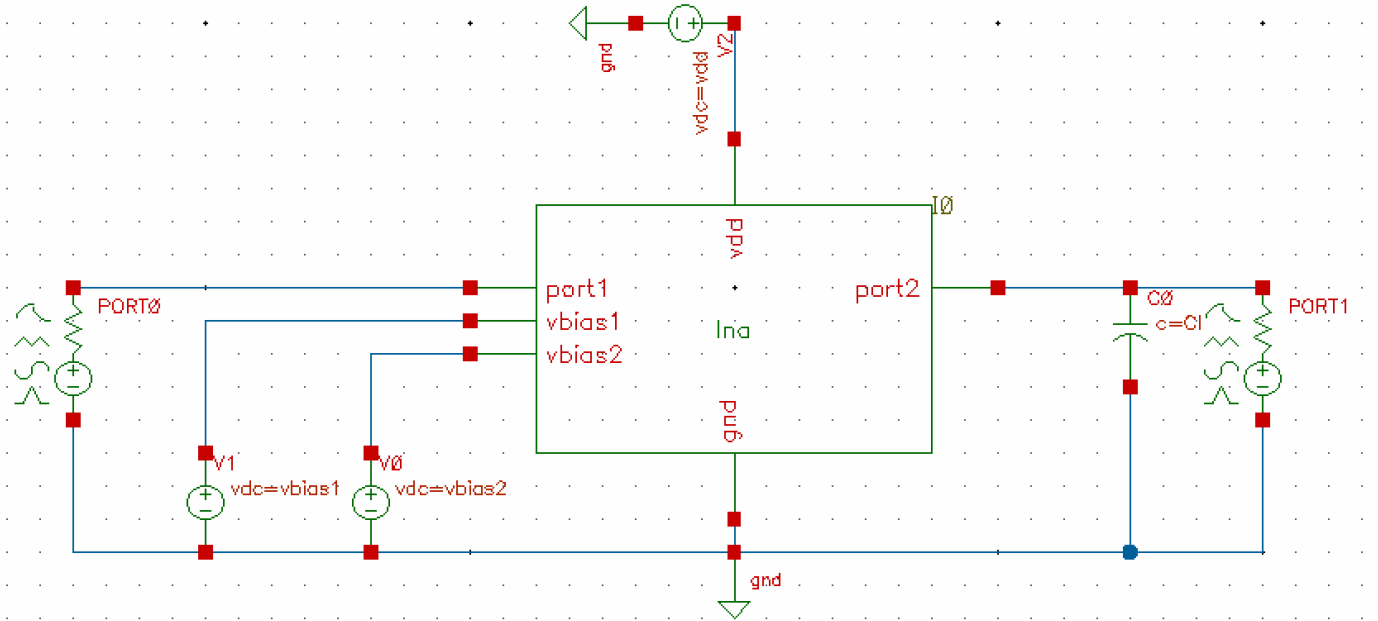 gnd
V2
vdc=vdd
I0
vdd
PORT0
port1
vbias1
vbias2
lna
port2
gnd
C0
c=Cl
PORT1
V1
vdc=vbias1
V0
vdc=vbias2
gnd